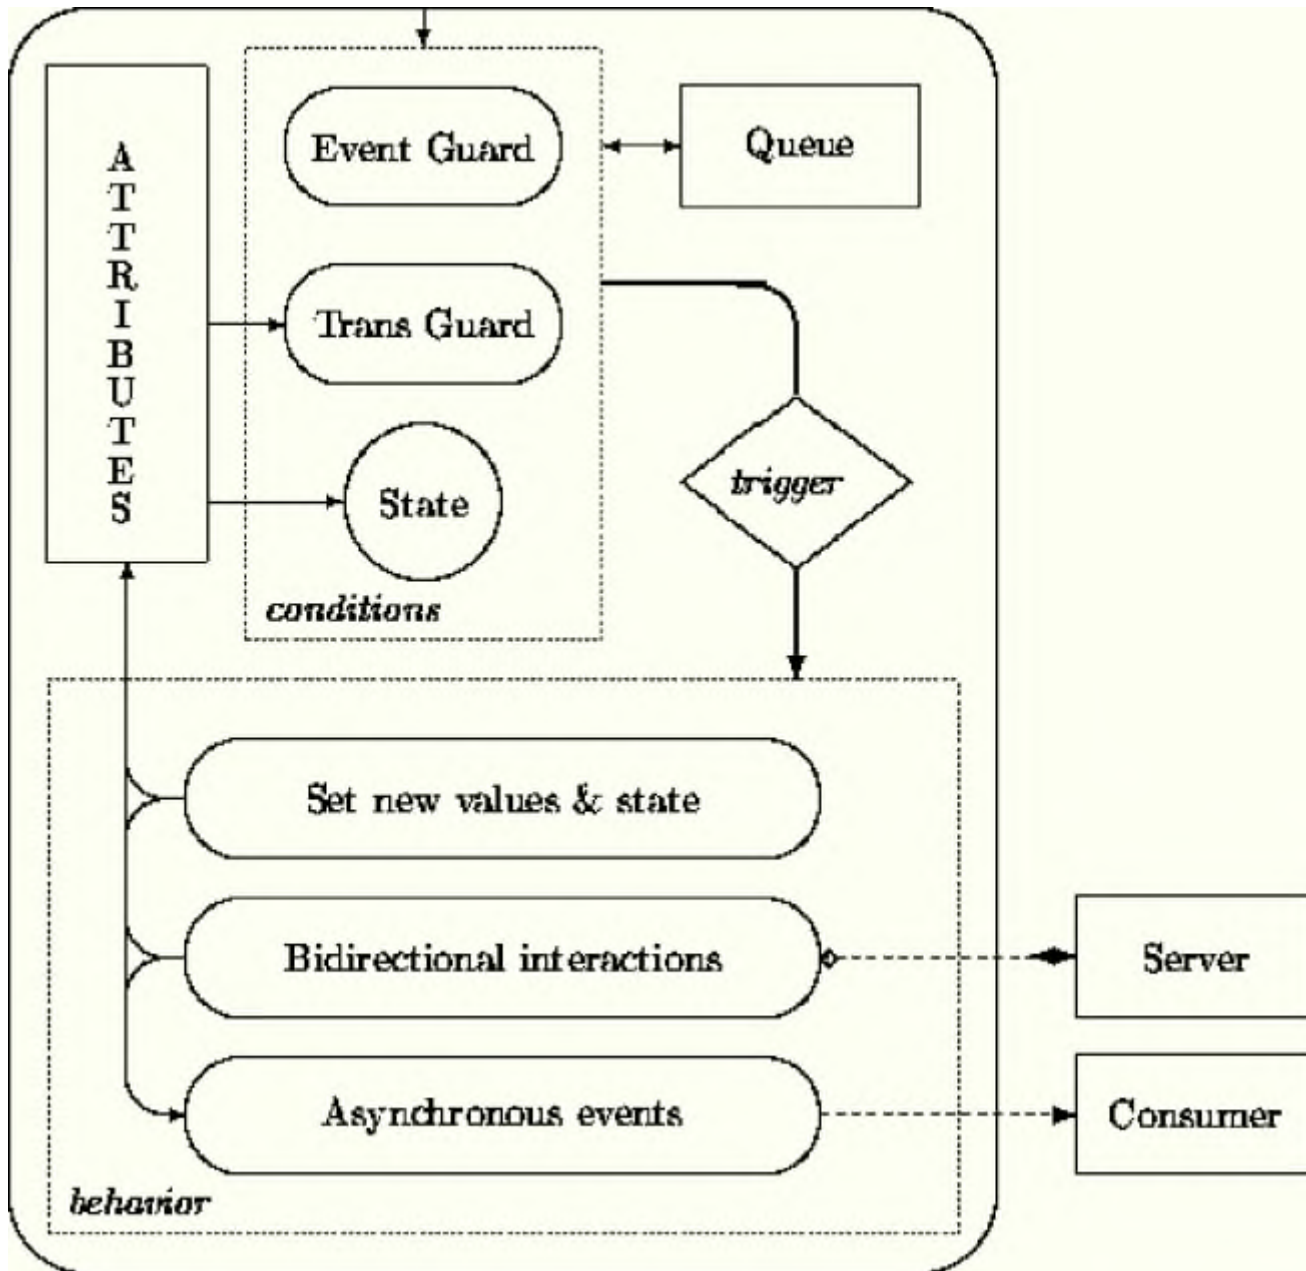 ATTRIBUTES
Event Guard
Queue
Trans Guard
trigger
State
conditions
Set new values & state
Bidirectional interactions
Server
Asynchronous events
Consumer
behavior